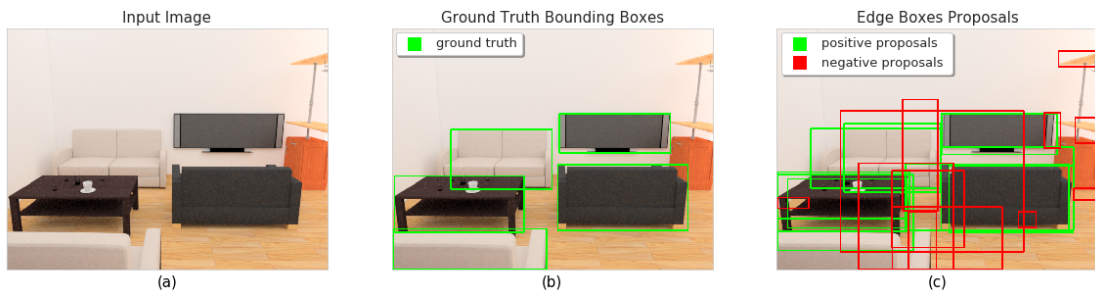 Input Image
Ground Truth Bounding Boxes
Edge Boxes Proposals
ground truth
positive proposals
negative proposals
(a)
(b)
(c)